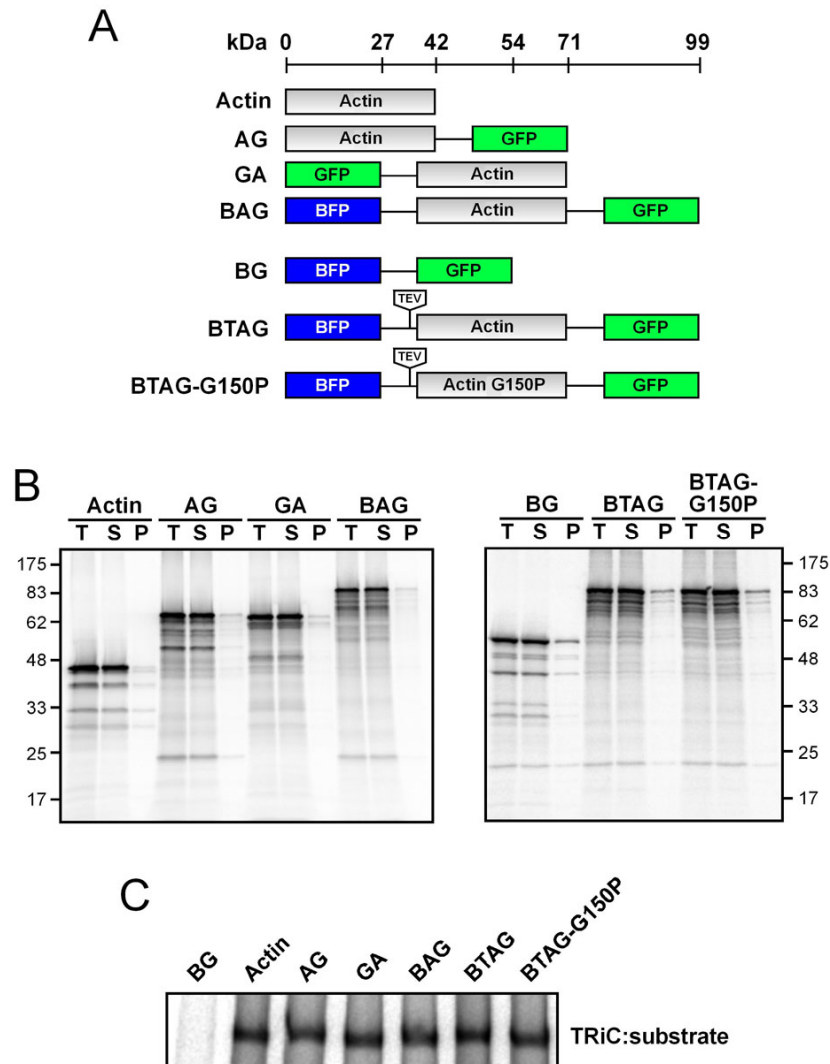 A
kDa 0 27 42 54 71 99
Actin Actin
AG Actin GFP
GA GFP Actin
BAG BFP Actin GFP
BG BFP GFP
TEV
BTAG BFP Actin GFP
TEV
BTAG-G150P BFP Actin G150P GFP
B
Actin AG GA BAG
T S P T S P T S P T S P
175
83
62
48
33
25
17
BTAG-
BG BTAG G150P
T S P T S P T S P
175
83
62
48
33
25
17
C
BG Actin AG GA BAG BTAG BTAG-G150P
TRiC:substrate